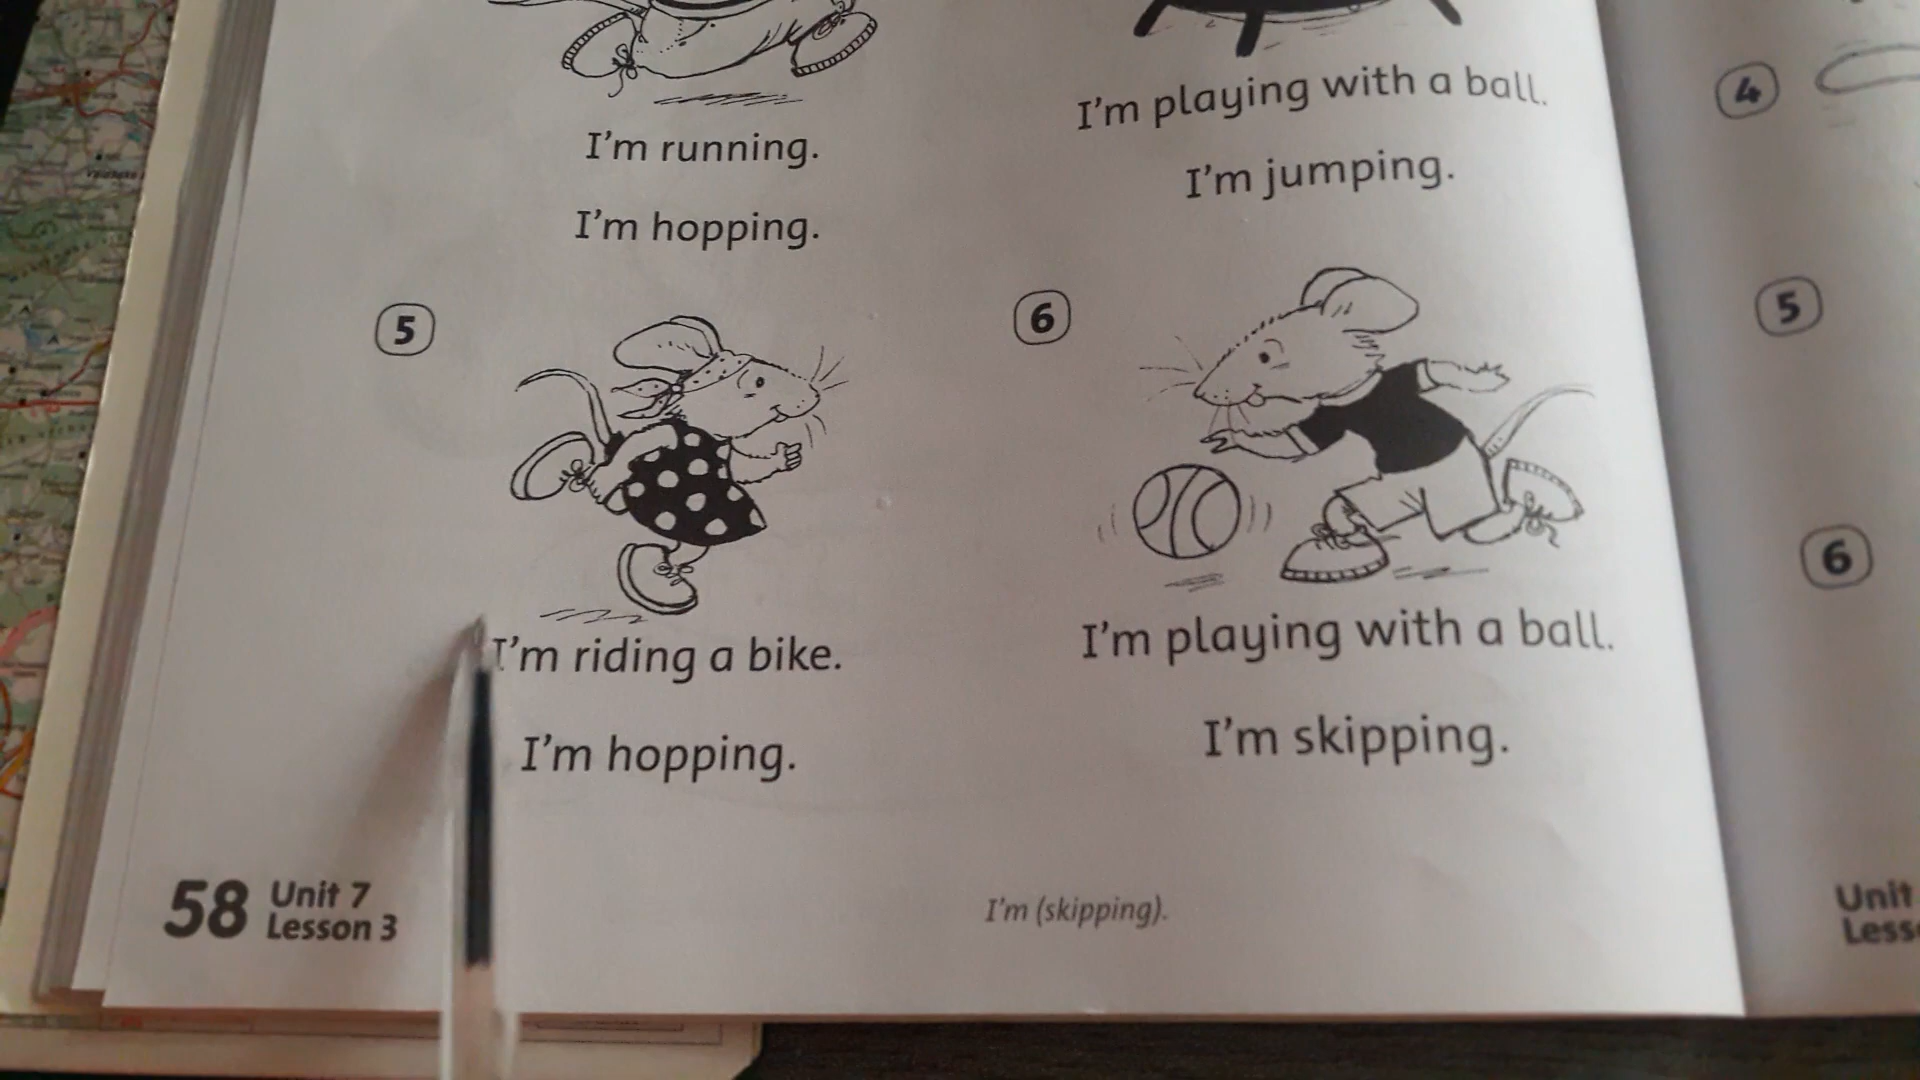 I'm running.
I'm hopping.
I'm playing with a ball.
I'm jumping.
4
5
I'm riding a bike.
I'm hopping.
6
I'm playing with a ball.
I'm skipping.
5
6
58 Unit 7
Lesson 3
I'm (skipping).
Unit